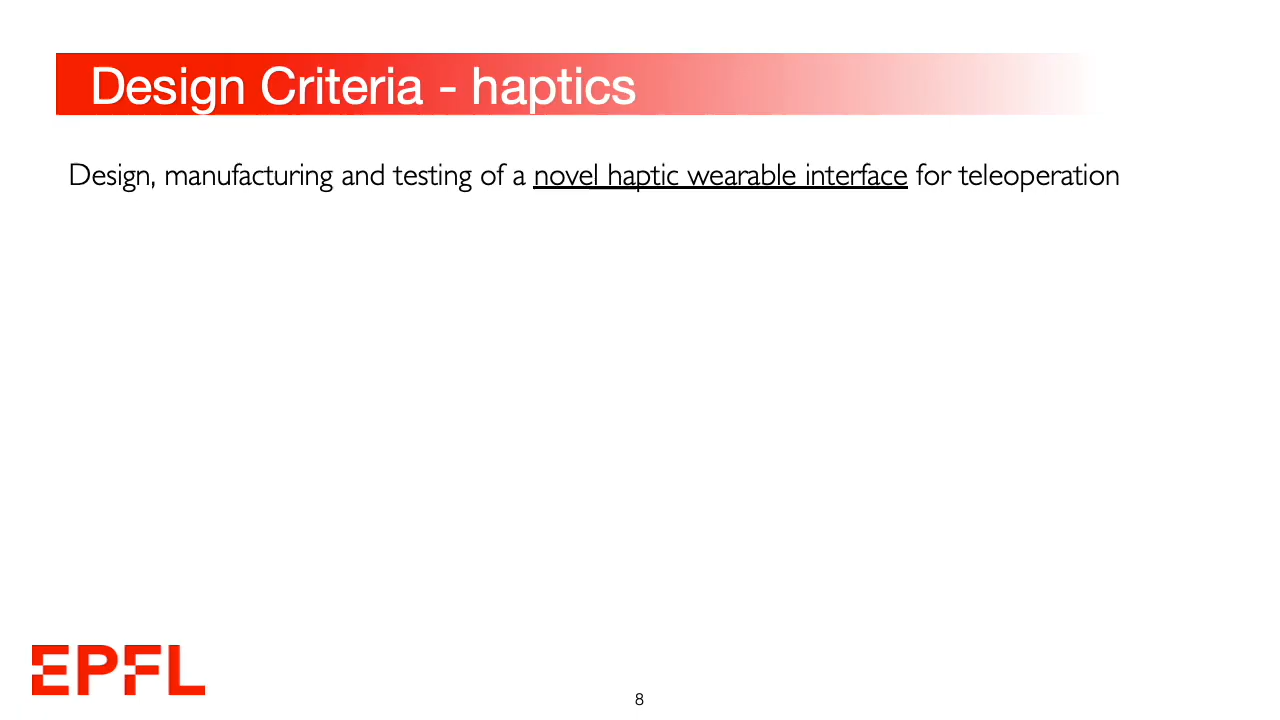 Design Criteria - haptics
Design, manufacturing and testing of a novel haptic wearable interface for teleoperation
EPFL
8